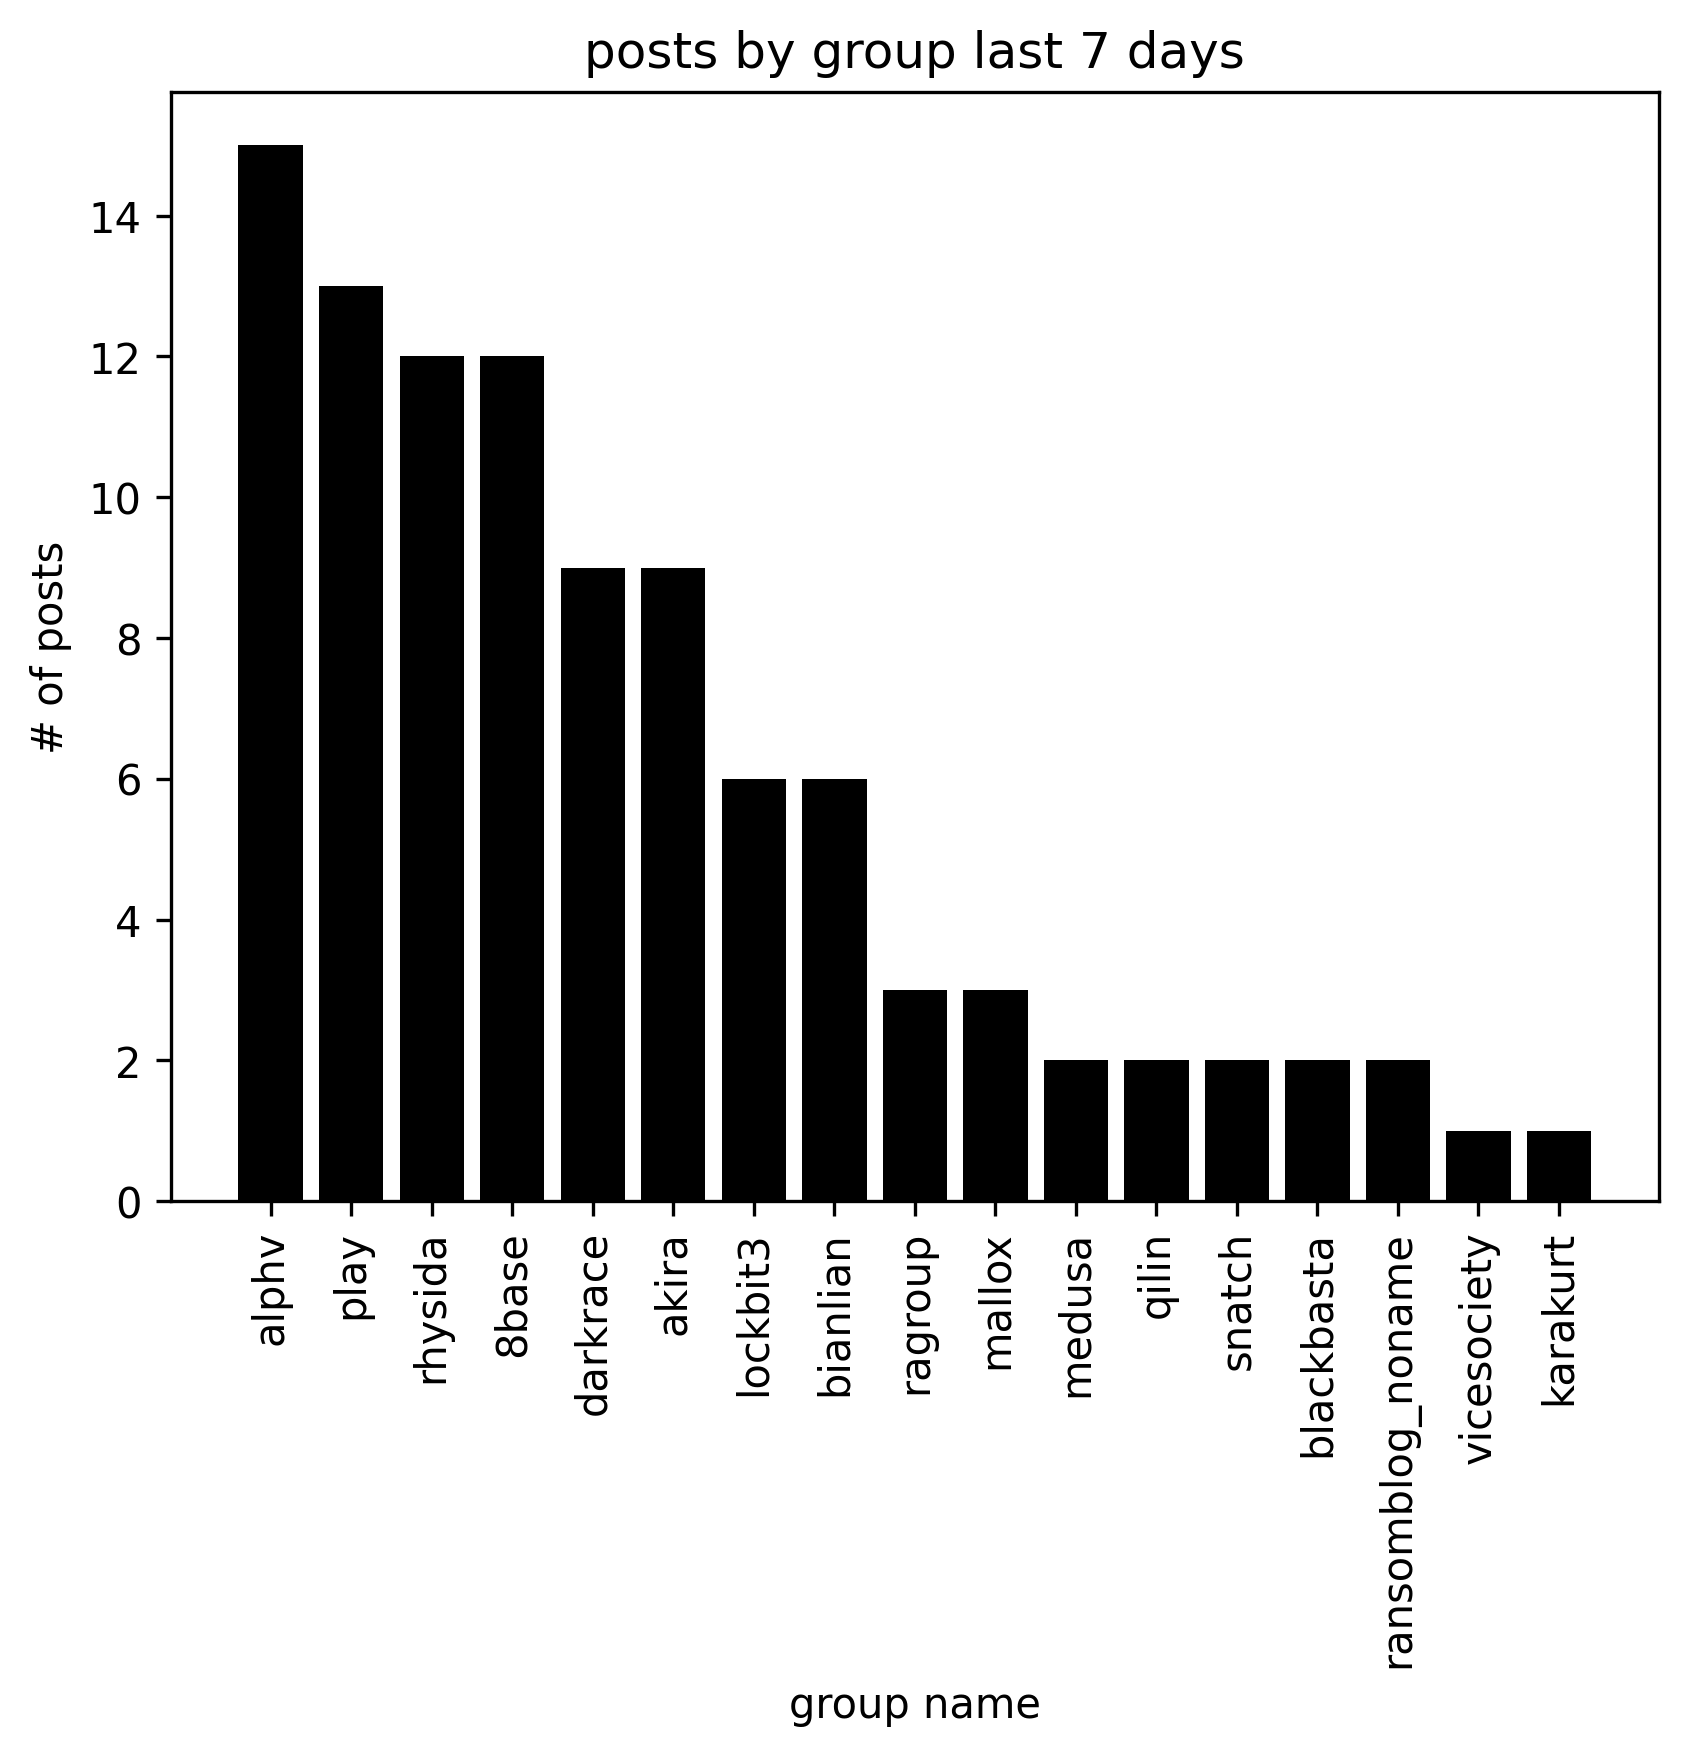 posts by group last 7 days
# of posts
14
12
10
8
6
4
2
0
alphv
play
rhysida
8base
darkrace
akira
lockbit3
bianlian
ragroup
mallox
medusa
qilin
snatch
blackbasta
ransomblog_noname
vicesociety
karakurt
group name